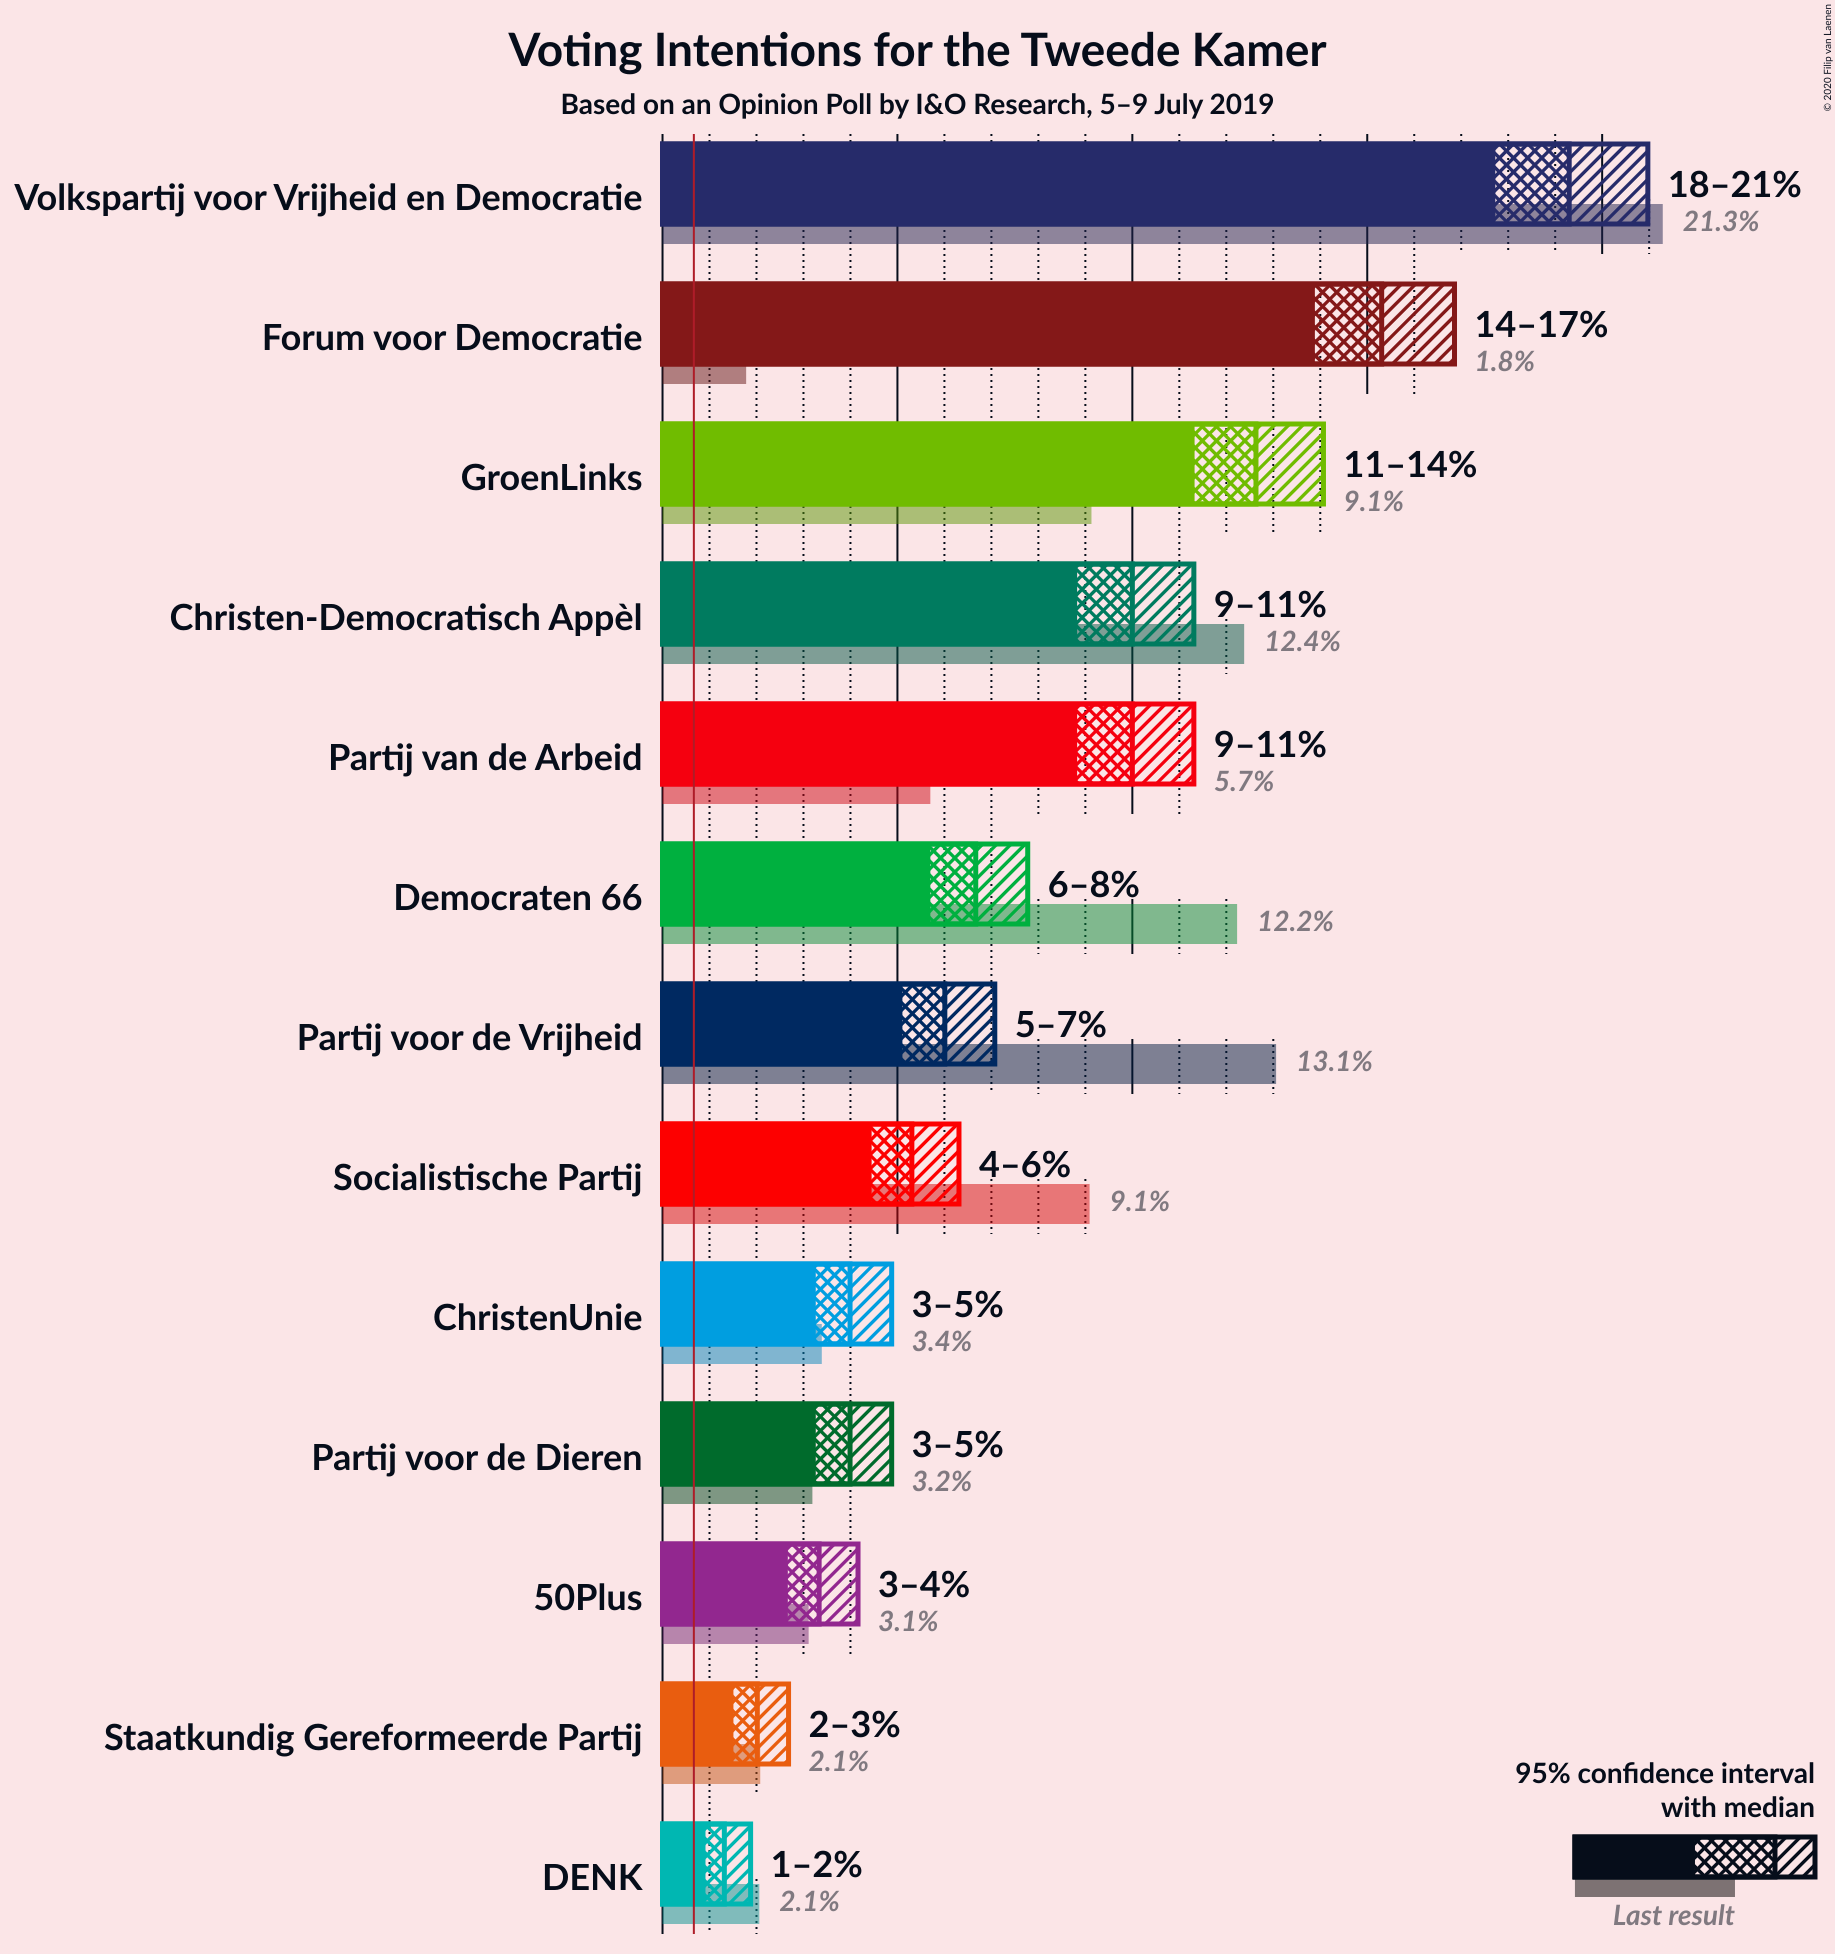 Voting Intentions for the Tweede Kamer
Based on an Opinion Poll by I&O Research, 5–9 July 2019
© 2020 Filip van Laenen
Volkspartij voor Vrijheid en Democratie
18–21%
21.3%
Forum voor Democratie
14–17%
1.8%
GroenLinks
11–14%
9.1%
Christen-Democratisch Appèl
9–11%
12.4%
Partij van de Arbeid
9–11%
5.7%
Democraten 66
6–8%
12.2%
Partij voor de Vrijheid
5–7%
13.1%
Socialistische Partij
4–6%
9.1%
ChristenUnie
3–5%
3.4%
Partij voor de Dieren
3–5%
3.2%
50Plus
3–4%
3.1%
Staatkundig Gereformeerde Partij
2–3%
2.1%
DENK
1–2%
2.1%
95% confidence interval
with median
Last result